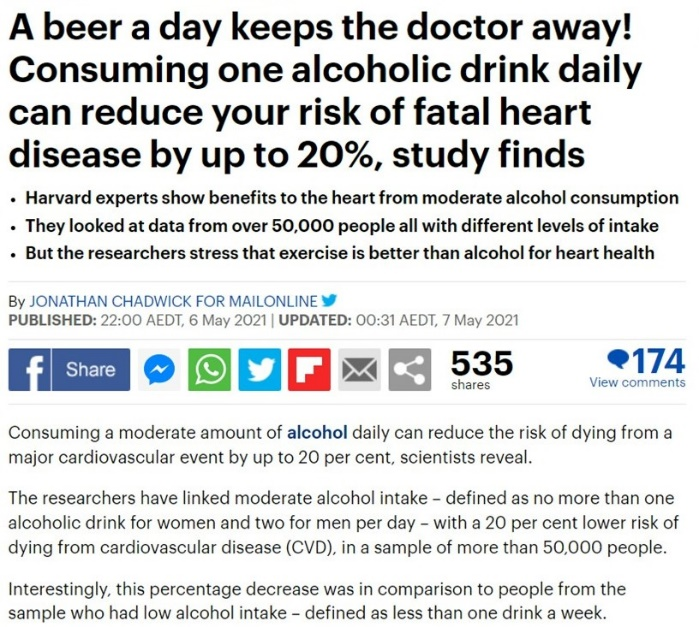 A beer a day keeps the doctor away!
Consuming one alcoholic drink daily
can reduce your risk of fatal heart
disease by up to 20%, study finds
• Harvard experts show benefits to the heart from moderate alcohol consumption
• They looked at data from over 50,000 people all with different levels of intake
• But the researchers stress that exercise is better than alcohol for heart health
By JONATHAN CHADWICK FOR MAILONLINE
PUBLISHED: 22:00 AEDT, 6 May 2021 | UPDATED: 00:31 AEDT, 7 May 2021
f Share
535
shares
174
View comments
Consuming a moderate amount of alcohol daily can reduce the risk of dying from a
major cardiovascular event by up to 20 per cent, scientists reveal.
The researchers have linked moderate alcohol intake – defined as no more than one
alcoholic drink for women and two for men per day – with a 20 per cent lower risk of
dying from cardiovascular disease (CVD), in a sample of more than 50,000 people.
Interestingly, this percentage decrease was in comparison to people from the
sample who had low alcohol intake – defined as less than one drink a week.